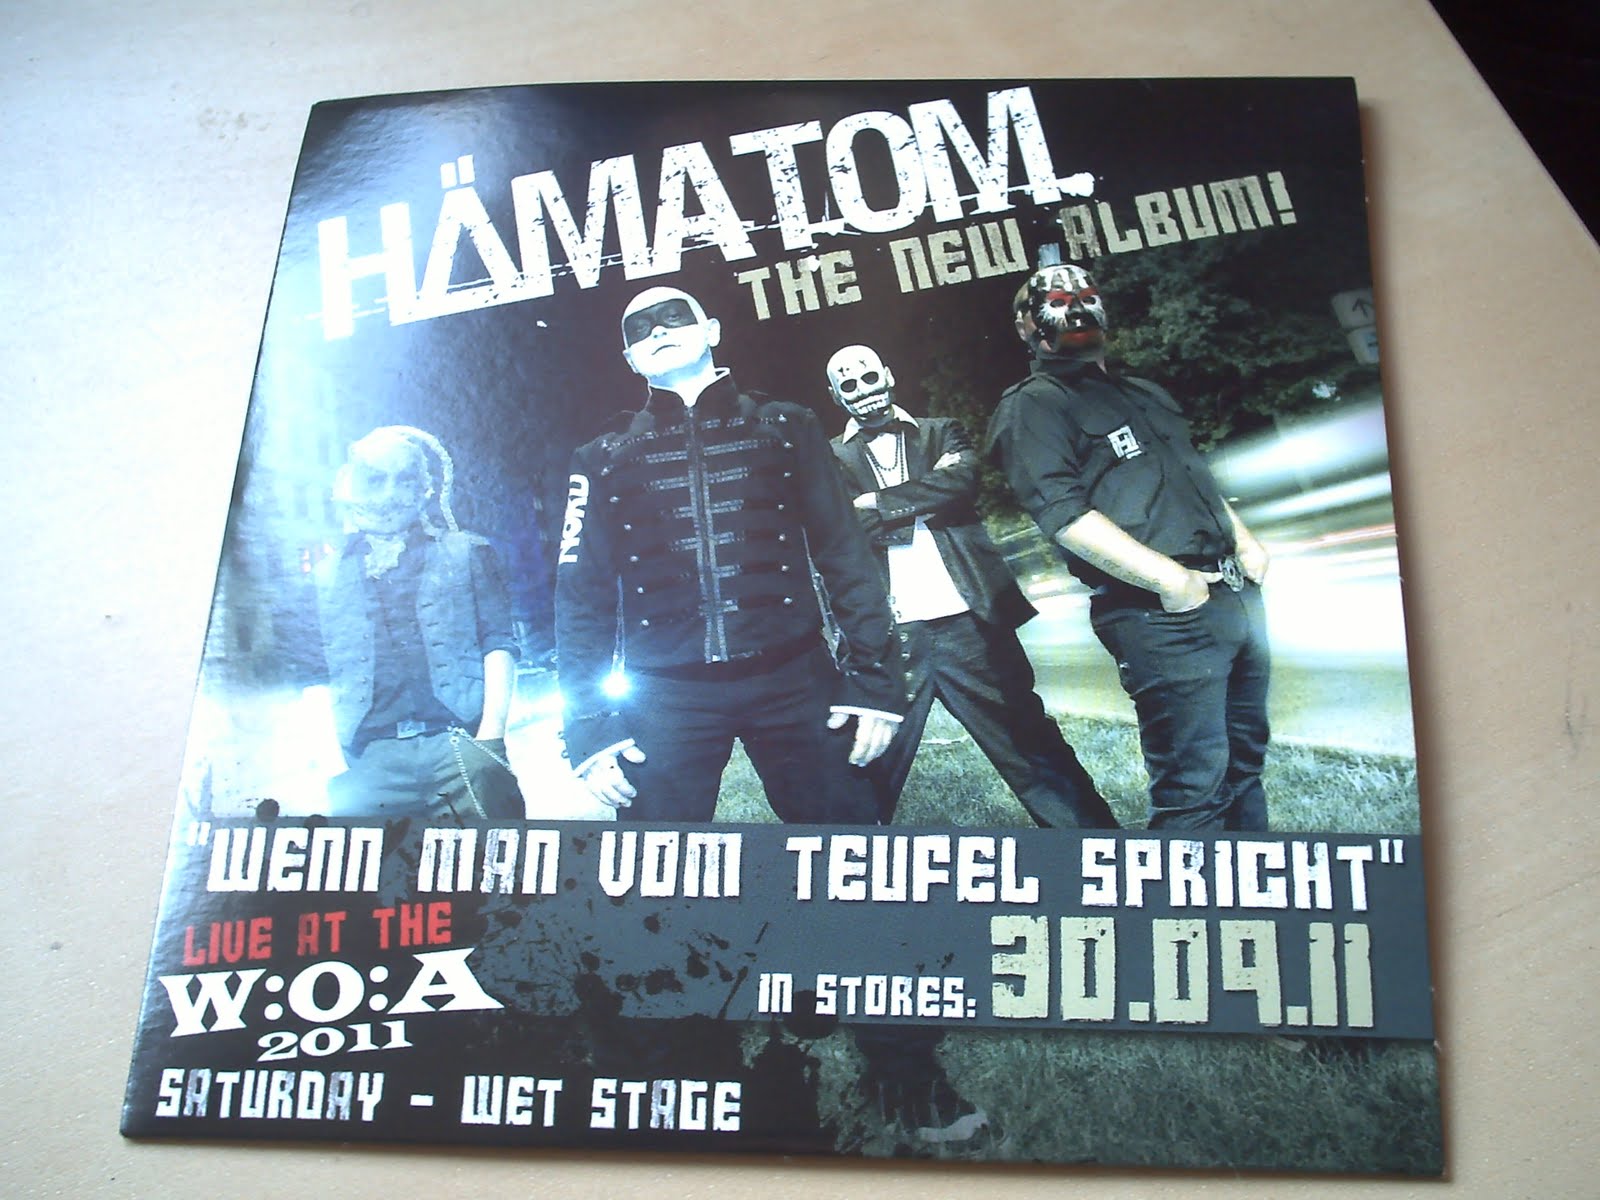 HÄMATOM
THE NEW ALBUM!
NORD
"WENN MAN VOM TEUFEL SPRICHT"
LIVE AT THE
W:O:A
2011
IN STORES: 30.09.11
SATURDAY - WET STAGE